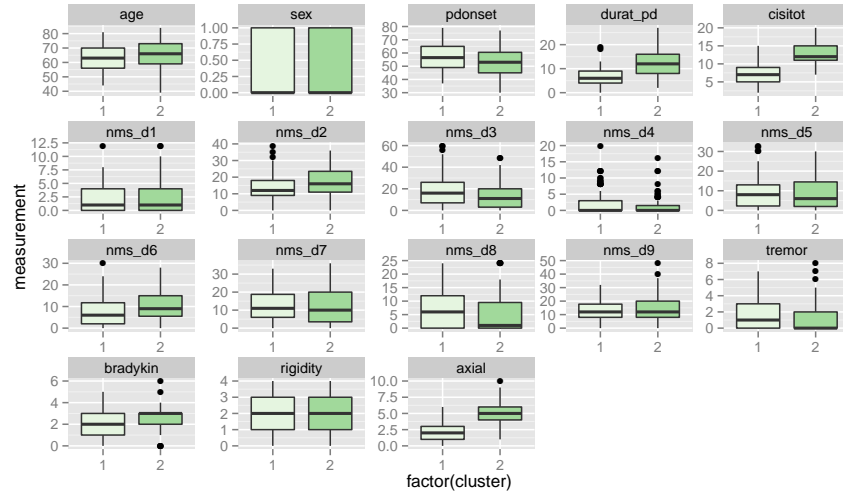 age sex pdonset durat_pd cisitot
80 70 60 50 40 1.00 0.75 0.50 0.25 0.00 80 70 60 50 40 30 20 10 0 20 15 10 5
1 2 1 2 1 2 1 2 1 2
nms_d1 nms_d2 nms_d3 nms_d4 nms_d5
12.5 10.0 7.5 5.0 2.5 0.0 40 30 20 10 0 60 40 20 0 20 15 10 5 0 30 20 10 0
1 2 1 2 1 2 1 2 1 2
measurement
nms_d6 nms_d7 nms_d8 nms_d9 tremor
30 20 10 0 30 20 10 0 25 20 15 10 5 0 50 40 30 20 10 0 8 6 4 2 0
1 2 1 2 1 2 1 2 1 2
bradykin rigidity axial
6 4 2 0 4 3 2 1 0 10.0 7.5 5.0 2.5 0.0
1 2 1 2 1 2
factor(cluster)